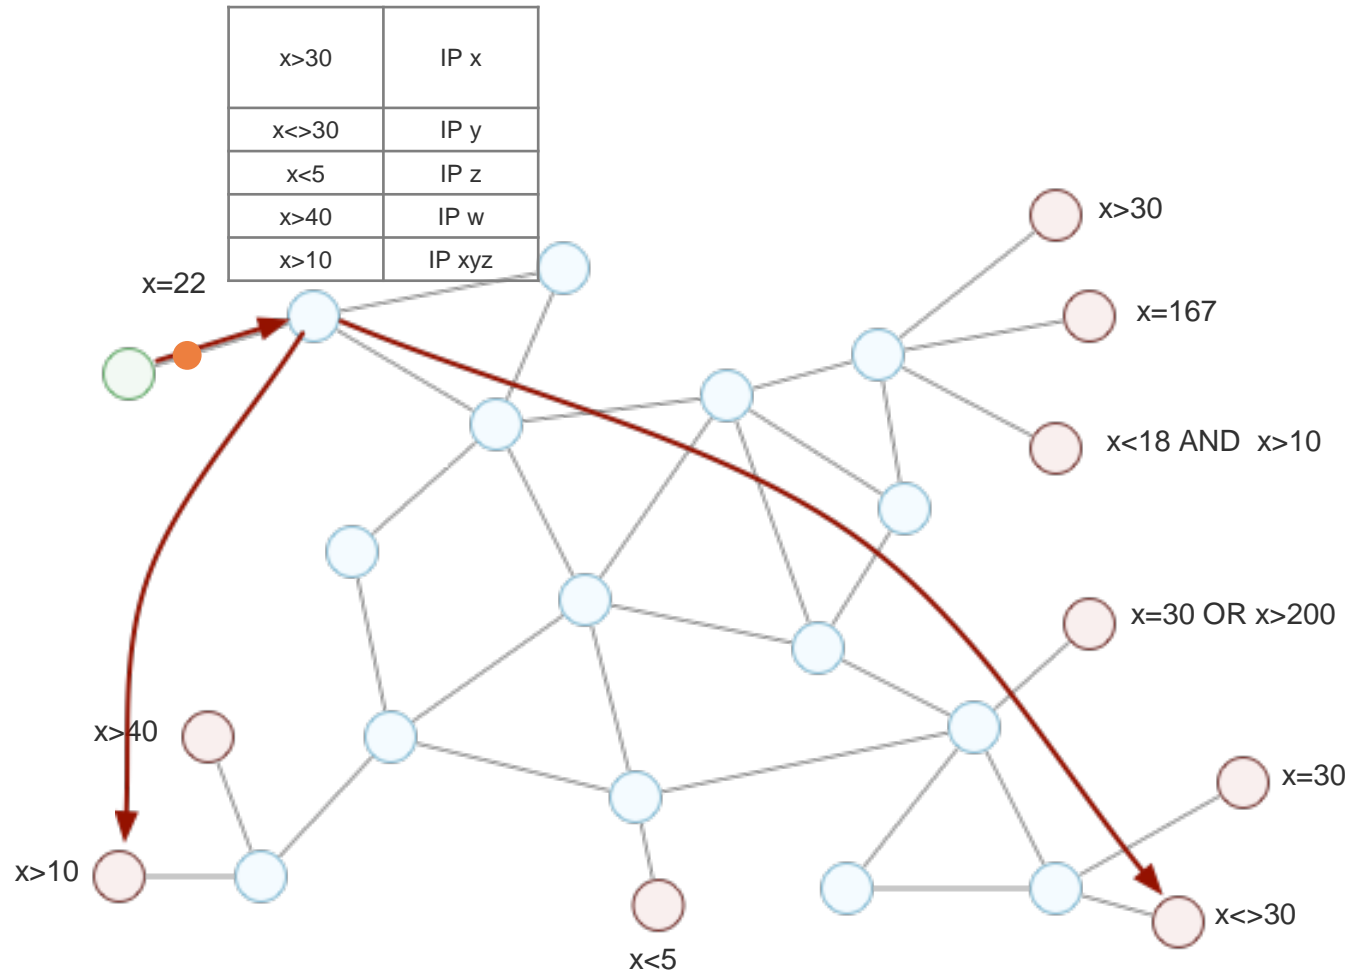 x>30 IP x
x<>30 IP y
x<5 IP z
x>40 IP w
x>10 IP xyz
x=22
x>30
x=167
x<18 AND x>10
x=30 OR x>200
x>40
x=30
x>10
x<>30
x<5